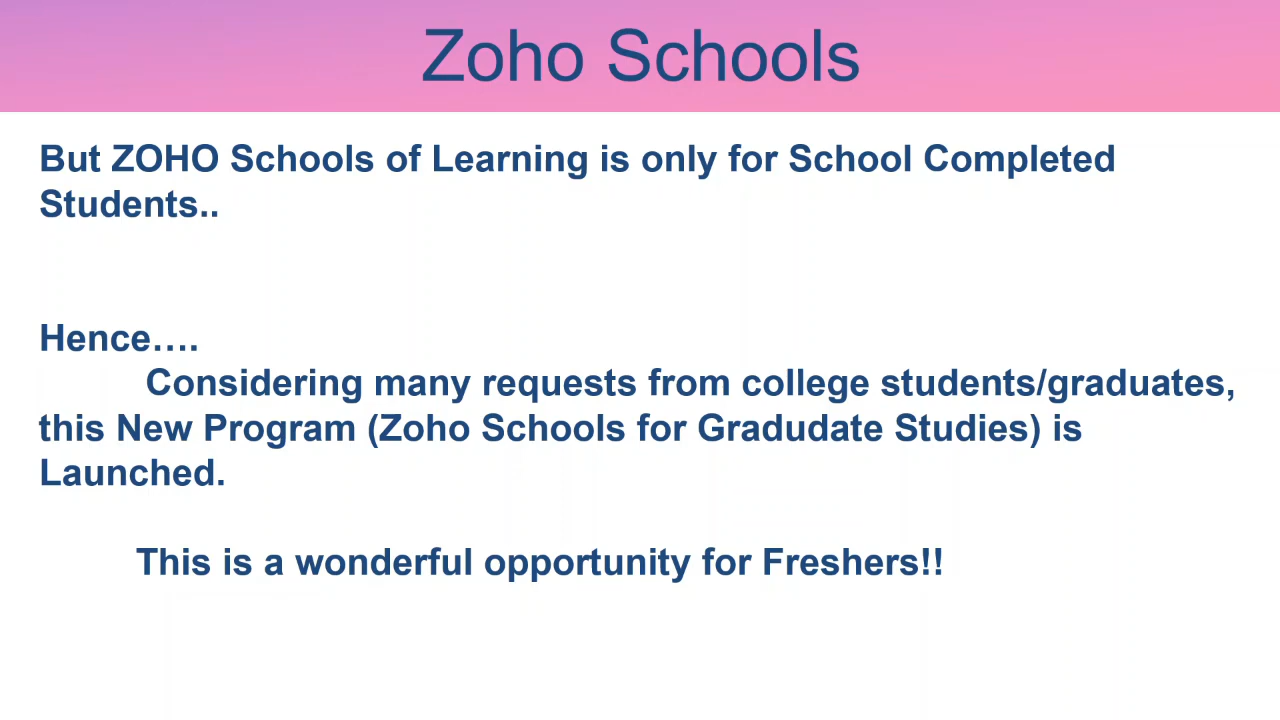 Zoho Schools
But ZOHO Schools of Learning is only for School Completed
Students..
Hence….
Considering many requests from college students/graduates,
this New Program (Zoho Schools for Gradudate Studies) is
Launched.
This is a wonderful opportunity for Freshers!!